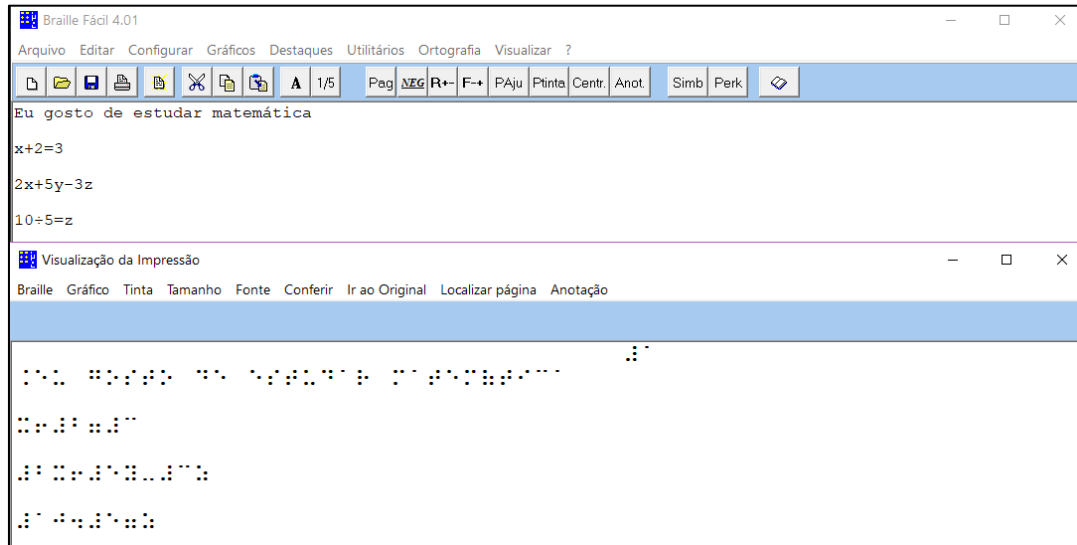 Braille Fácil 4.01
Arquivo Editar Configurar Gráficos Destaques Utilitários Ortografia Visualizar ?
A 1/5 Pag NEG R+- F-+ PAju Ptinta Centr. Anot. Simb Perk
Eu gosto de estudar matemática
x+2=3
2x+5y-3z
10÷5=z
Visualização da Impressão
Braille Gráfico Tinta Tamanho Fonte Conferir Ir ao Original Localizar página Anotação
⠼⠁
⠨⠑⠥ ⠛⠕⠎⠞⠕ ⠙⠑ ⠑⠎⠞⠥⠙⠁⠗ ⠍⠁⠞⠑⠍⠷⠞⠊⠉⠁
⠭⠖⠼⠃⠶⠼⠉
⠼⠃⠭⠖⠼⠑⠽⠤⠼⠉⠵
⠼⠁⠚⠲⠼⠑⠶⠵